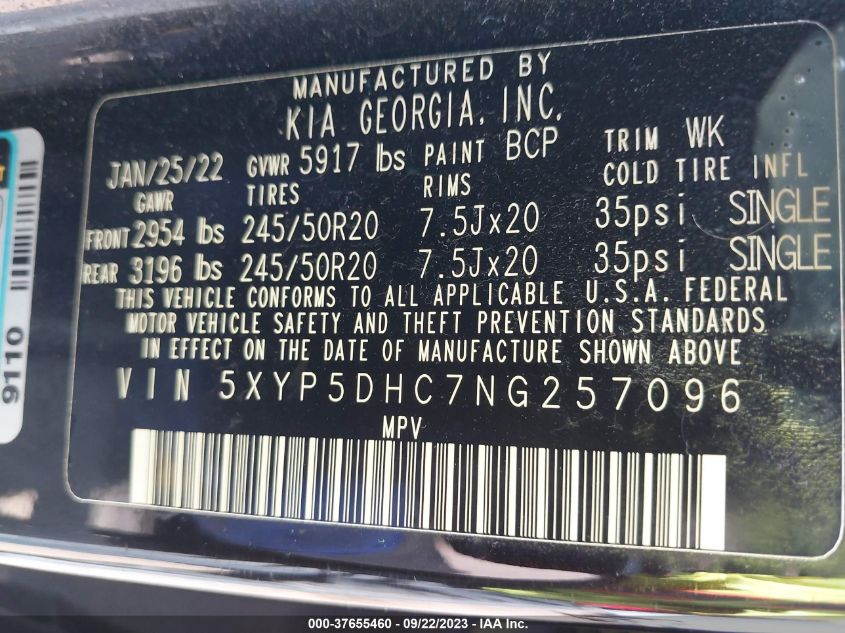 MANUFACTURED BY
KIA GEORGIA, INC.
JAN/25/22 GVWR 5917 lbs PAINT BCP TRIM WK
GAWR TIRES RIMS COLD TIRE INFL
FRONT 2954 lbs 245/50R20 7.5Jx20 35psi SINGLE
REAR 3196 lbs 245/50R20 7.5Jx20 35psi SINGLE
THIS VEHICLE CONFORMS TO ALL APPLICABLE U.S.A. FEDERAL
MOTOR VEHICLE SAFETY AND THEFT PREVENTION STANDARDS
IN EFFECT ON THE DATE OF MANUFACTURE SHOWN ABOVE
VIN 5XYP5DHC7NG257096
MPV
9110
000-37655460 - 09/22/2023 - IAA Inc.